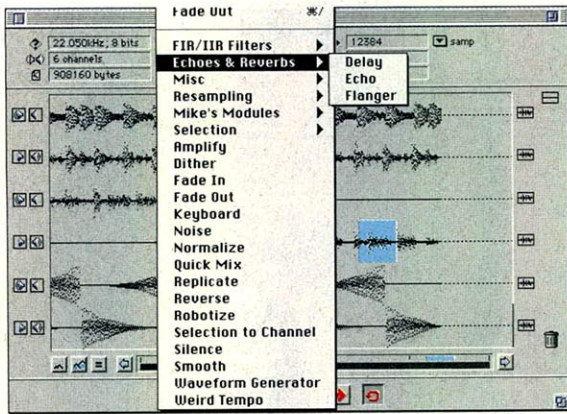 Fade Out ⌘/
22.050kHz; 8 bits
6 channels
908160 bytes
12384
samp
FIR/IIR Filters
Echoes & Reverbs
Misc
Resampling
Mike's Modules
Selection
Amplify
Dither
Fade In
Fade Out
Keyboard
Noise
Normalize
Quick Mix
Replicate
Reverse
Robotize
Selection to Channel
Silence
Smooth
Waveform Generator
Weird Tempo
Delay
Echo
Flanger